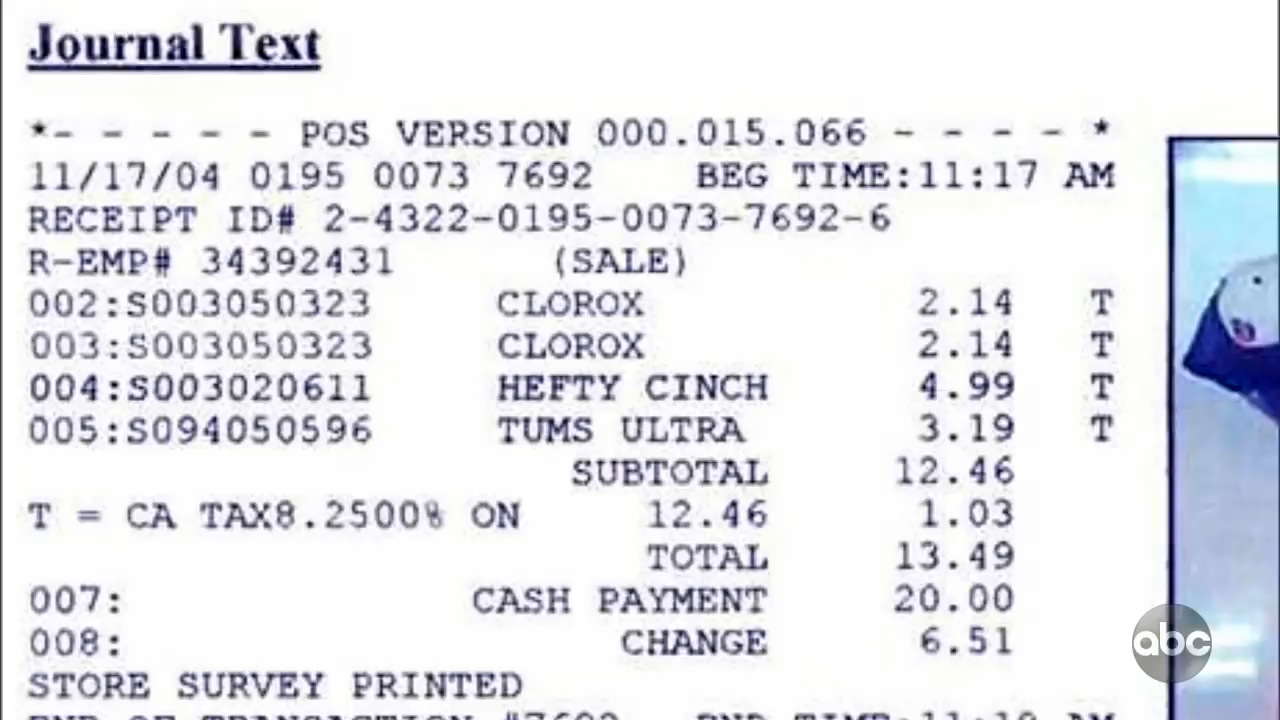 Journal Text
*- - - - - POS VERSION 000.015.066 - - - - *
11/17/04 0195 0073 7692 BEG TIME:11:17 AM
RECEIPT ID# 2-4322-0195-0073-7692-6
R-EMP# 34392431 (SALE)
002:S003050323 CLOROX 2.14 T
003:S003050323 CLOROX 2.14 T
004:S003020611 HEFTY CINCH 4.99 T
005:S094050596 TUMS ULTRA 3.19 T
SUBTOTAL 12.46
T = CA TAX8.2500% ON 12.46 1.03
TOTAL 13.49
007: CASH PAYMENT 20.00
008: CHANGE 6.51
STORE SURVEY PRINTED
abc